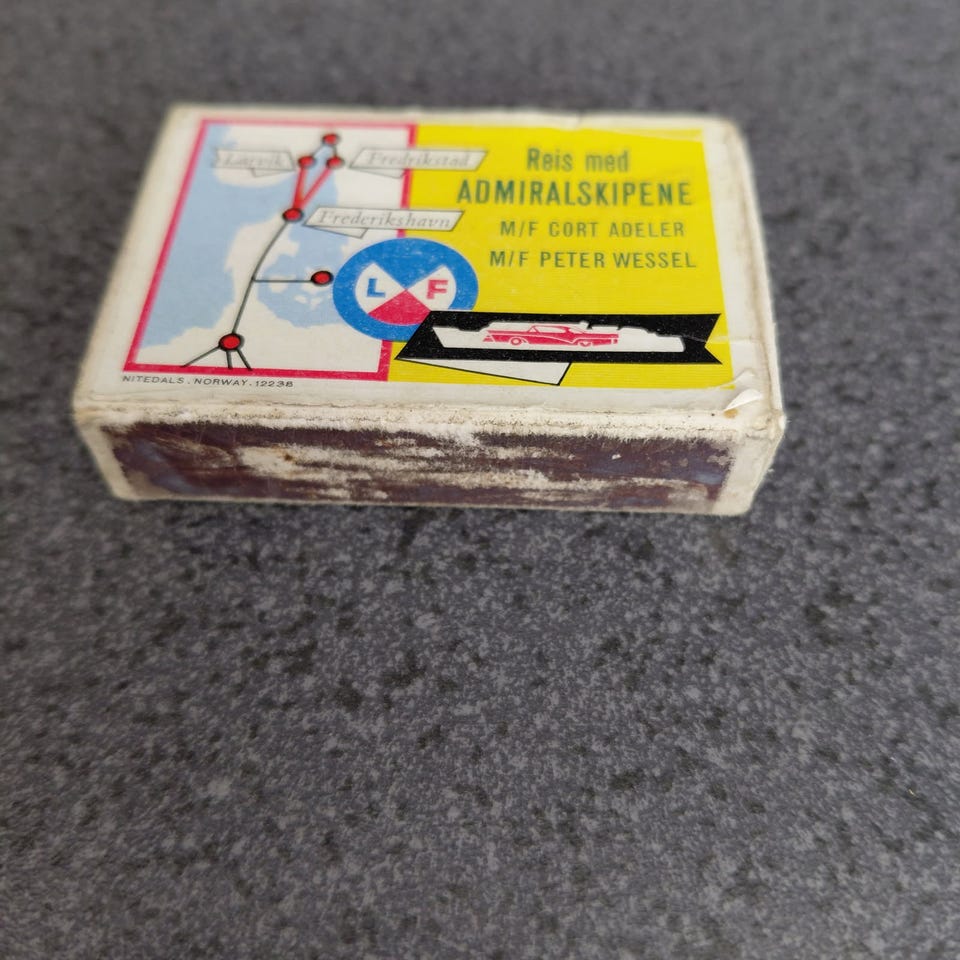 Larvik
Fredrikstad
Frederikshavn
L F
Reis med
ADMIRALSKIPENE
M/F CORT ADELER
M/F PETER WESSEL
NITEDALS . NORWAY . 12238